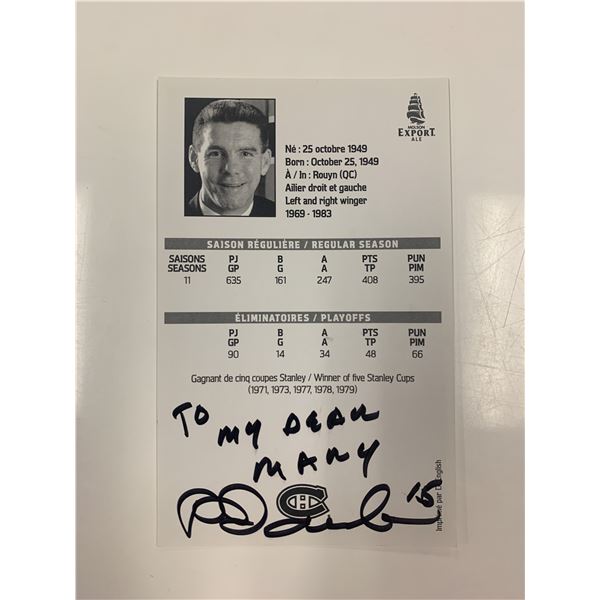 MOLSON
EXPORT
ALE
Né : 25 octobre 1949
Born : October 25, 1949
À / In : Rouyn (QC)
Ailier droit et gauche
Left and right winger
1969 - 1983
SAISON RÉGULIÈRE / REGULAR SEASON
SAISONS PJ B A PTS PUN
SEASONS GP G A TP PIM
11 635 161 247 408 395
ÉLIMINATOIRES / PLAYOFFS
PJ B A PTS PUN
GP G A TP PIM
90 14 34 48 66
Gagnant de cinq coupes Stanley / Winner of five Stanley Cups
(1971, 1973, 1977, 1978, 1979)
TO MY DEAR
MARY
15
Imprimé par
English